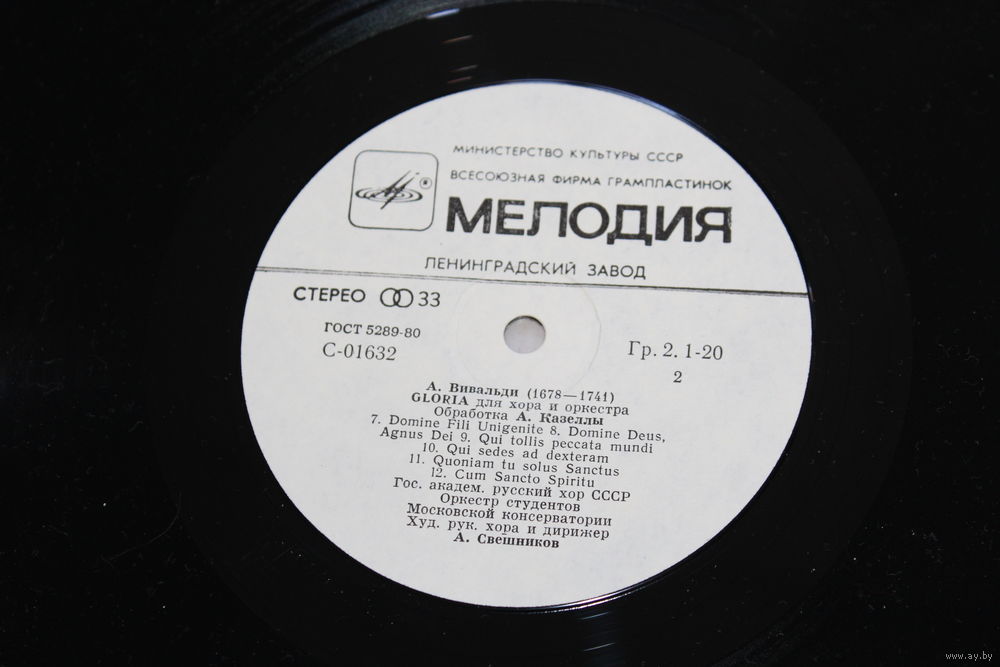 МИНИСТЕРСТВО КУЛЬТУРЫ СССР
ВСЕСОЮЗНАЯ ФИРМА ГРАМПЛАСТИНОК
МЕЛОДИЯ
ЛЕНИНГРАДСКИЙ ЗАВОД
СТЕРЕО 33
ГОСТ 5289-80
С-01632
Гр. 2. 1-20
2
А. Вивальди (1678—1741)
GLORIA для хора и оркестра
Обработка А. Казеллы
7. Domine Fili Unigenite 8. Domine Deus,
Agnus Dei 9. Qui tollis peccata mundi
10. Qui sedes ad dexteram
11. Quoniam tu solus Sanctus
12. Cum Sancto Spiritu
Гос. академ. русский хор СССР
Оркестр студентов
Московской консерватории
Худ. рук. хора и дирижер
А. Свешников
www.ay.by